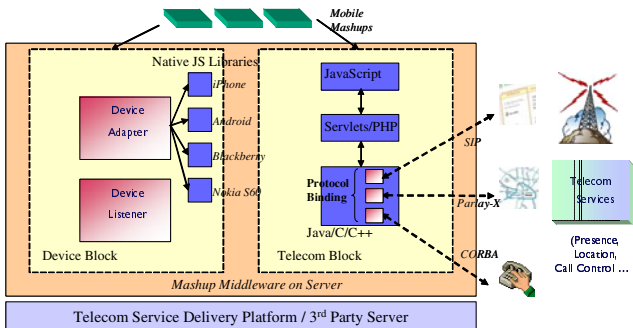 Mobile
Mashups
Native JS Libraries
iPhone
Android
Blackberry
Nokia S60
Device
Adapter
Device
Listener
Device Block
JavaScript
Servlets/PHP
Protocol
Binding
Java/C/C++
Telecom Block
SIP
Parlay-X
CORBA
Telecom
Services
(Presence,
Location,
Call Control ...
Mashup Middleware on Server
Telecom Service Delivery Platform / 3rd Party Server